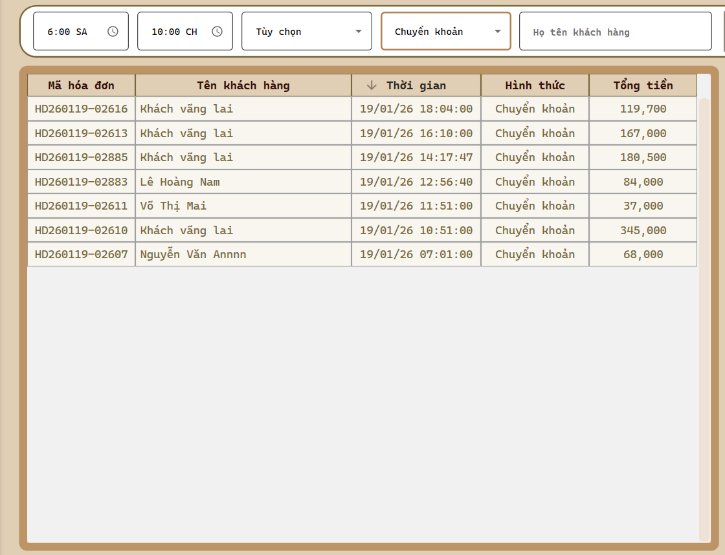 6:00 SA 10:00 CH Tùy chọn Chuyển khoản Họ tên khách hàng
Mã hóa đơn Tên khách hàng Thời gian Hình thức Tổng tiền
HD260119-02616 Khách vãng lai 19/01/26 18:04:00 Chuyển khoản 119,700
HD260119-02613 Khách vãng lai 19/01/26 16:10:00 Chuyển khoản 167,000
HD260119-02885 Khách vãng lai 19/01/26 14:17:47 Chuyển khoản 180,500
HD260119-02883 Lê Hoàng Nam 19/01/26 12:56:40 Chuyển khoản 84,000
HD260119-02611 Võ Thị Mai 19/01/26 11:51:00 Chuyển khoản 37,000
HD260119-02610 Khách vãng lai 19/01/26 10:51:00 Chuyển khoản 345,000
HD260119-02607 Nguyễn Văn Annnn 19/01/26 07:01:00 Chuyển khoản 68,000